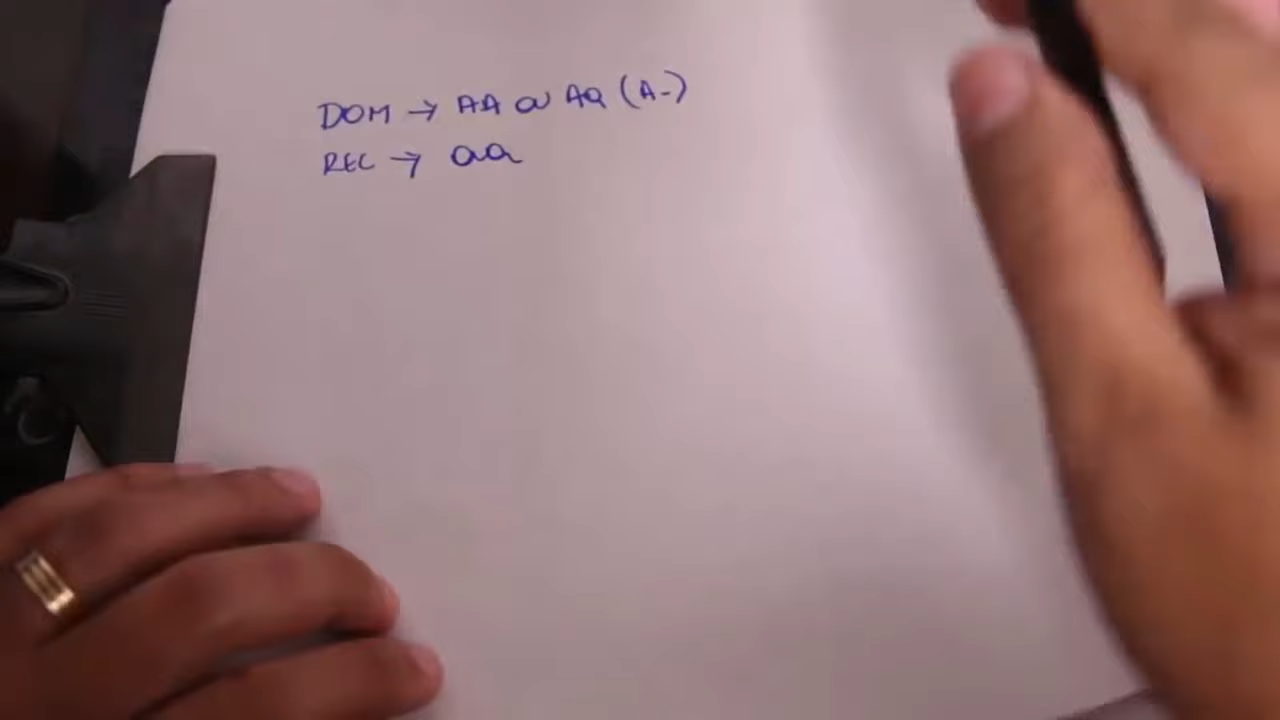 DOM → AA ou Aa (A-)
REC → aa